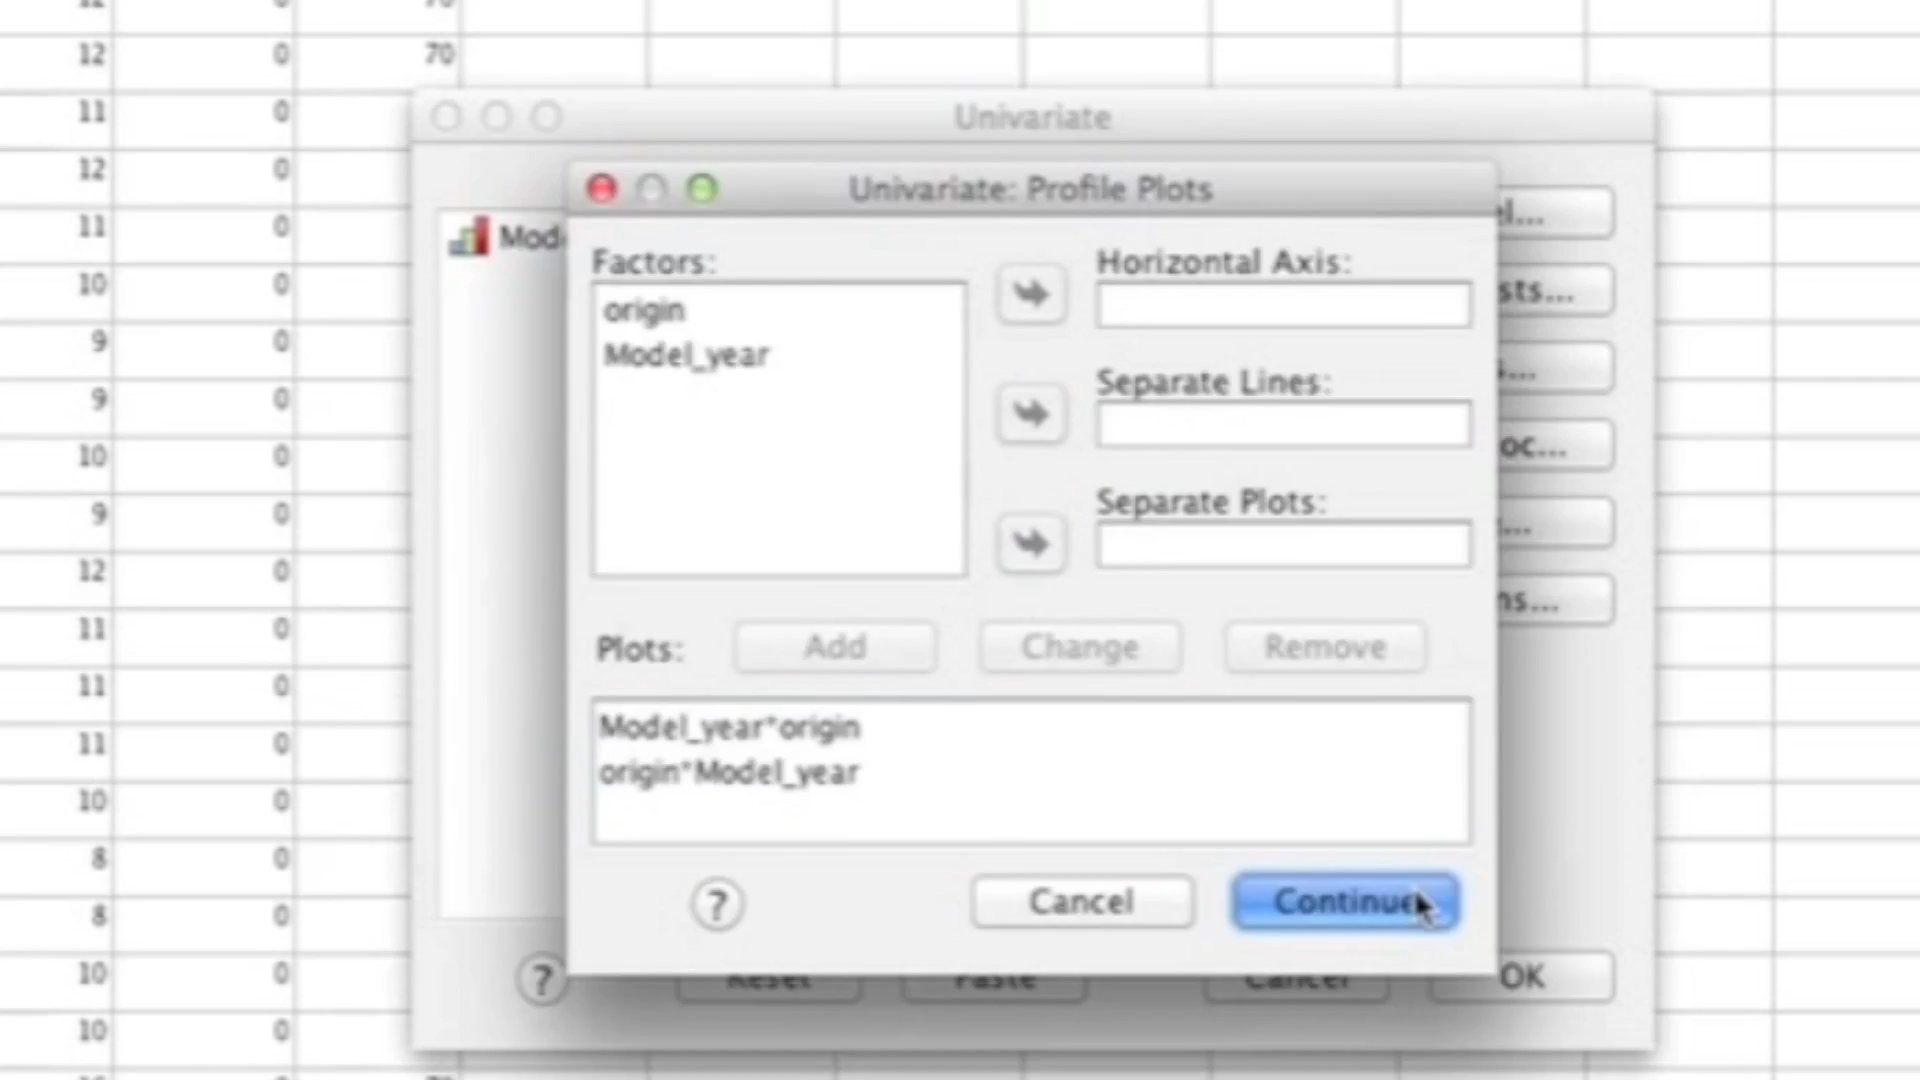 12 0 70
11 0
12 0
11 0
10 0
9 0
9 0
10 0
9 0
12 0
11 0
11 0
11 0
10 0
8 0
8 0
10 0
10 0
Univariate
Univariate: Profile Plots
Factors:
origin
Model_year
Horizontal Axis:
Separate Lines:
Separate Plots:
Plots: Add Change Remove
Model_year*origin
origin*Model_year
? Cancel Continue
? Reset Paste Cancel OK